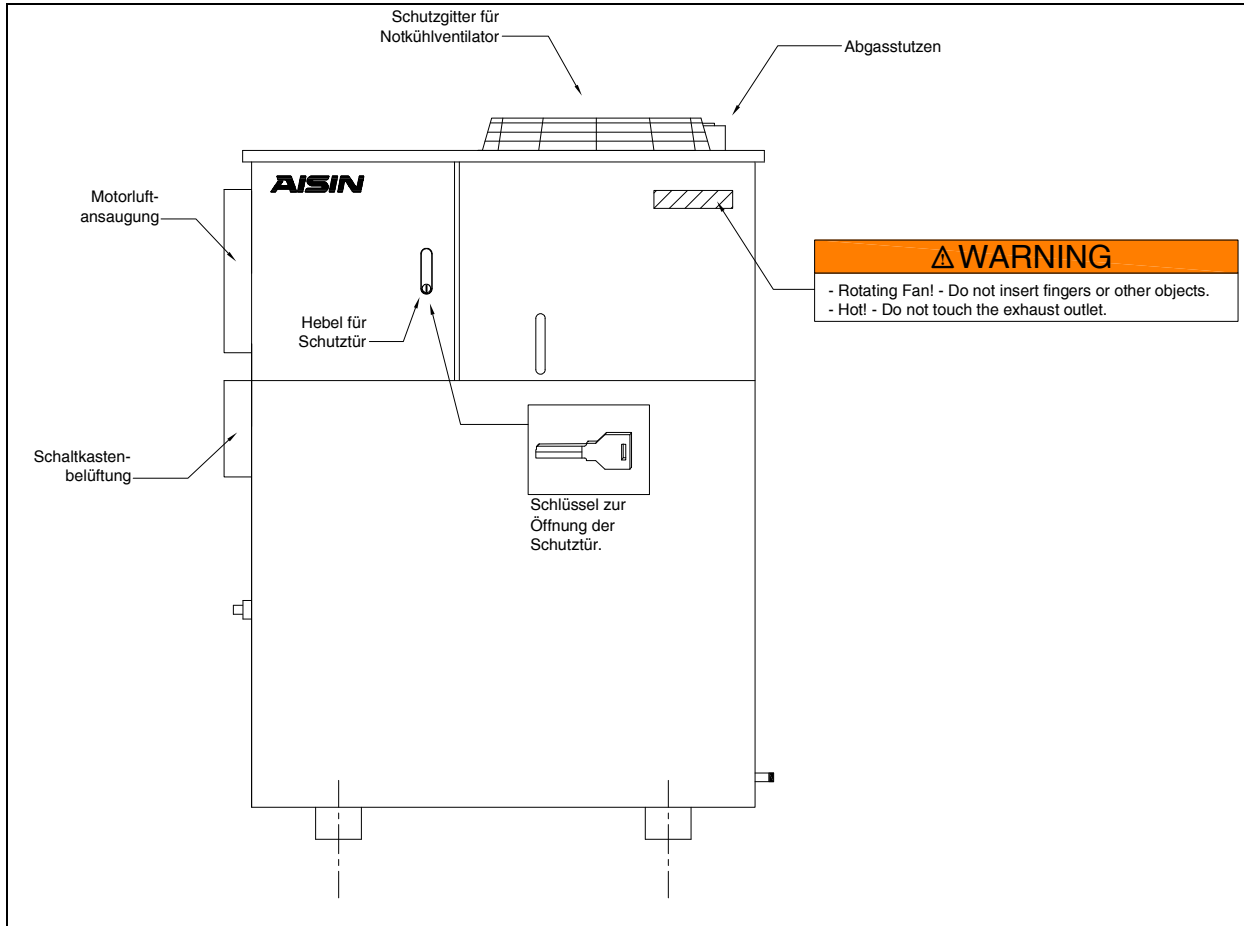 Schutzgitter für
Notkühlventilator
Abgasstutzen
AISIN
Motorluft-
ansaugung
⚠WARNING
- Rotating Fan! - Do not insert fingers or other objects.
- Hot! - Do not touch the exhaust outlet.
Hebel für
Schutztür
Schaltkasten-
belüftung
Schlüssel zur
Öffnung der
Schutztür.